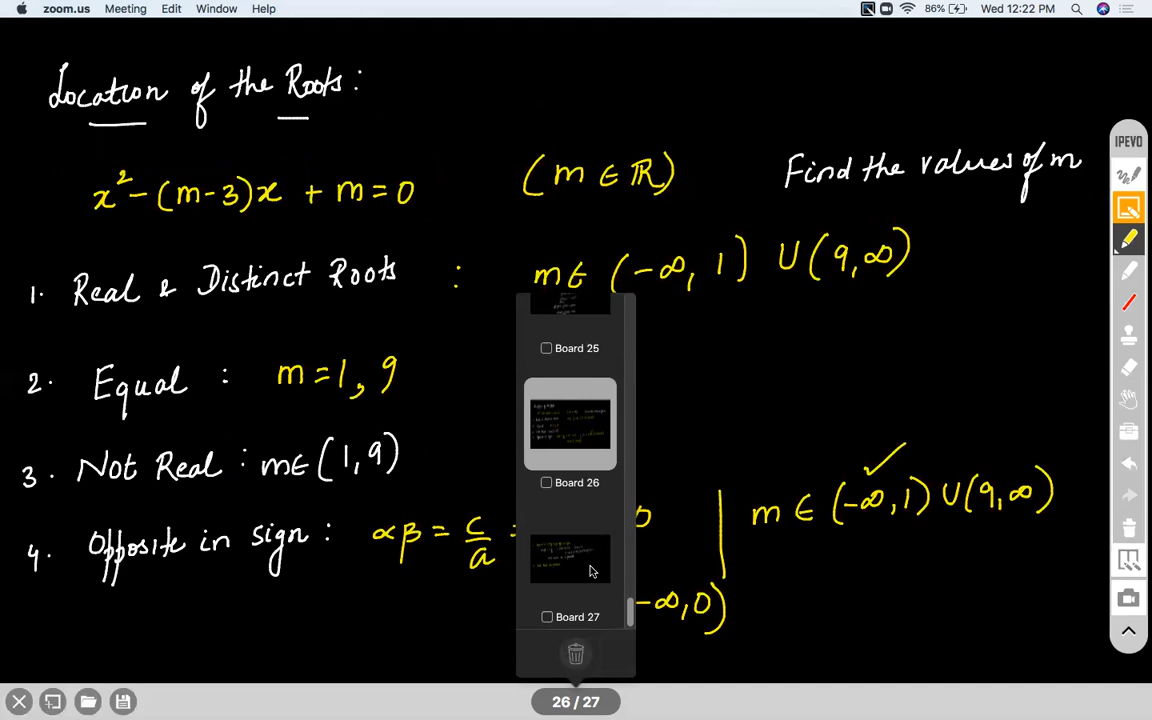 zoom.us Meeting Edit Window Help 86% Wed 12:22 PM
Location of the Roots:
x² - (m-3)x + m = 0 (m ∈ ℝ) Find the values of m
IPEVO
1. Real & Distinct Roots : m ∈ (-∞, 1) ∪ (9, ∞)
Board 25
2. Equal : m = 1, 9
3. Not Real : m ∈ (1, 9)
Board 26
4. Opposite in sign : αβ = c/a = 0 | m ∈ (-∞, 1) ∪ (9, ∞)
-∞, 0)
Board 27
26 / 27